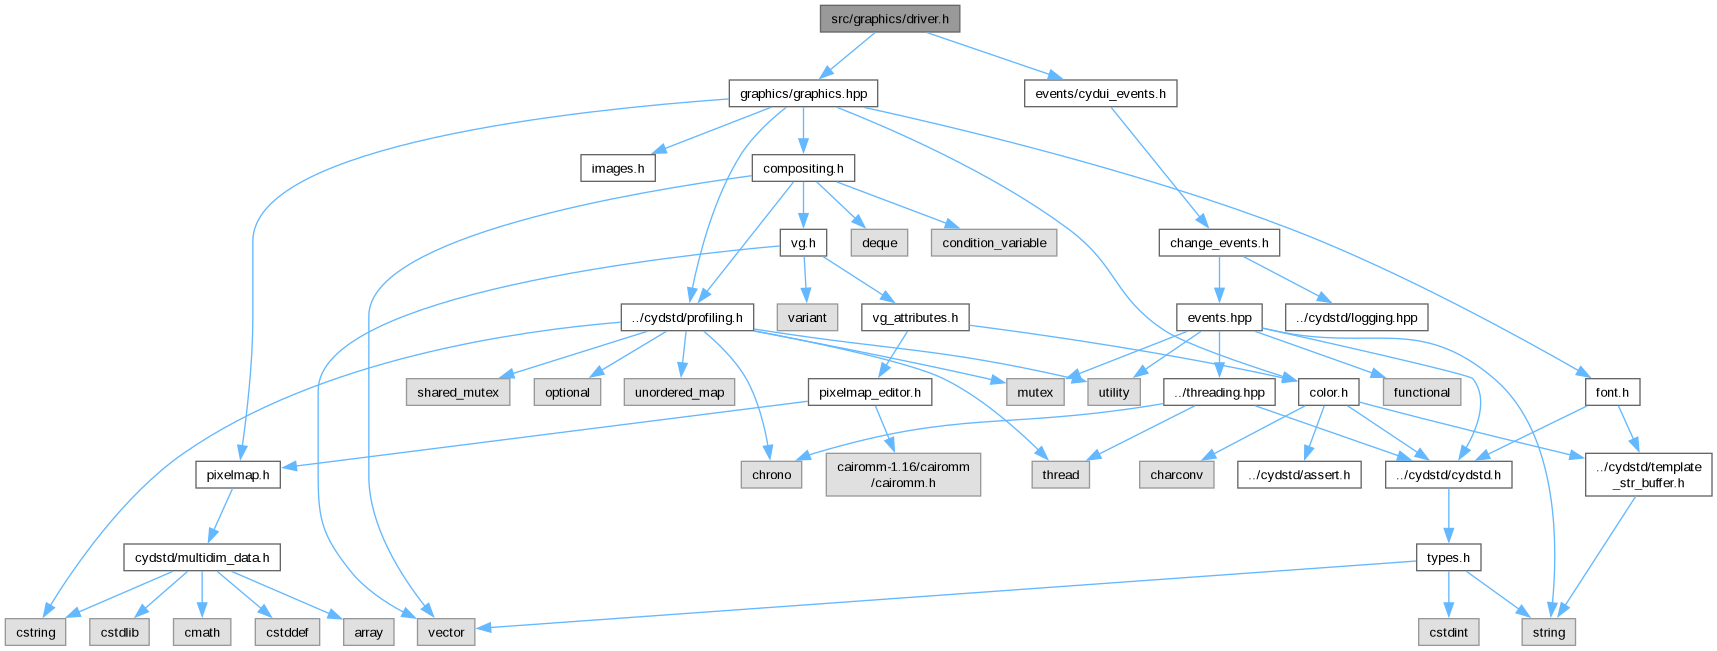 src/graphics/driver.h
graphics/graphics.hpp
events/cydui_events.h
images.h
compositing.h
vg.h
deque
condition_variable
change_events.h
../cydstd/profiling.h
variant
vg_attributes.h
events.hpp
../cydstd/logging.hpp
shared_mutex
optional
unordered_map
pixelmap_editor.h
mutex
utility
../threading.hpp
color.h
functional
font.h
pixelmap.h
chrono
cairomm-1.16/cairomm
/cairomm.h
thread
charconv
../cydstd/assert.h
../cydstd/cydstd.h
../cydstd/template
_str_buffer.h
cydstd/multidim_data.h
types.h
cstring
cstdlib
cmath
cstddef
array
vector
cstdint
string